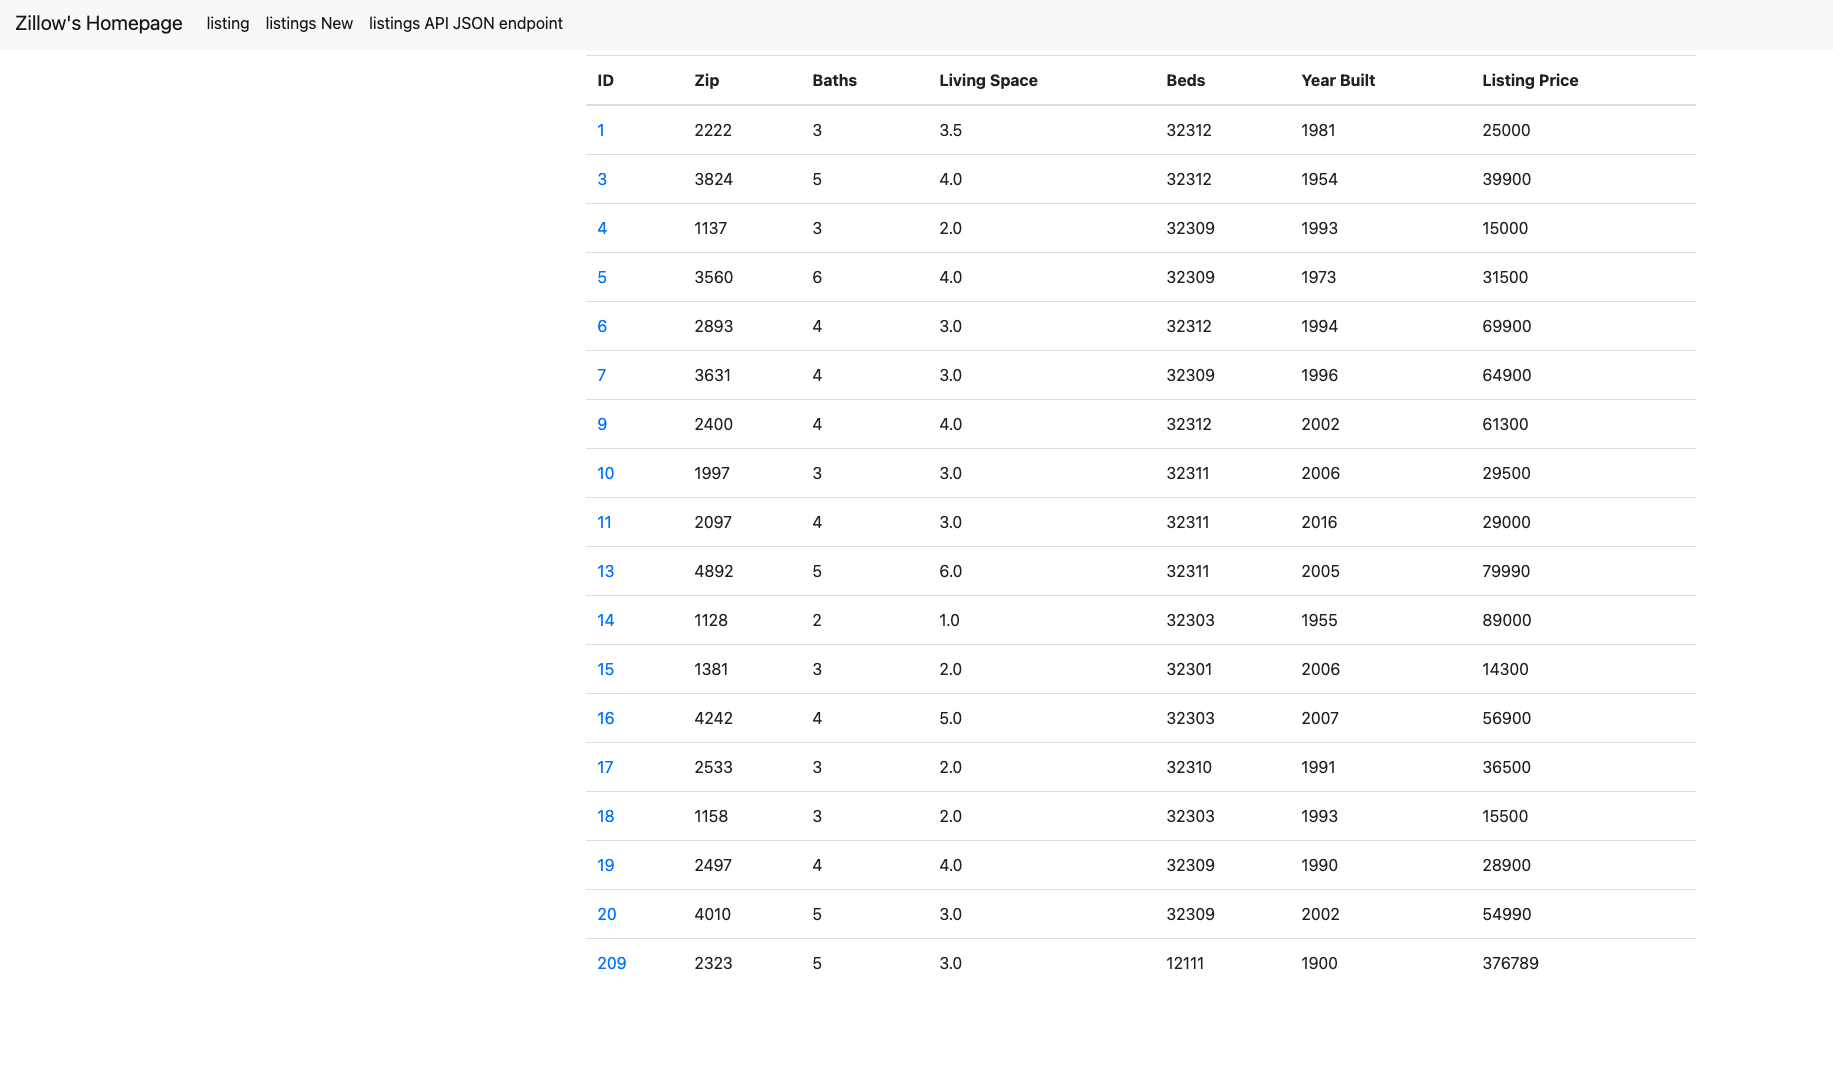 Zillow's Homepage listing listings New listings API JSON endpoint
ID Zip Baths Living Space Beds Year Built Listing Price
1 2222 3 3.5 32312 1981 25000
3 3824 5 4.0 32312 1954 39900
4 1137 3 2.0 32309 1993 15000
5 3560 6 4.0 32309 1973 31500
6 2893 4 3.0 32312 1994 69900
7 3631 4 3.0 32309 1996 64900
9 2400 4 4.0 32312 2002 61300
10 1997 3 3.0 32311 2006 29500
11 2097 4 3.0 32311 2016 29000
13 4892 5 6.0 32311 2005 79990
14 1128 2 1.0 32303 1955 89000
15 1381 3 2.0 32301 2006 14300
16 4242 4 5.0 32303 2007 56900
17 2533 3 2.0 32310 1991 36500
18 1158 3 2.0 32303 1993 15500
19 2497 4 4.0 32309 1990 28900
20 4010 5 3.0 32309 2002 54990
209 2323 5 3.0 12111 1900 376789